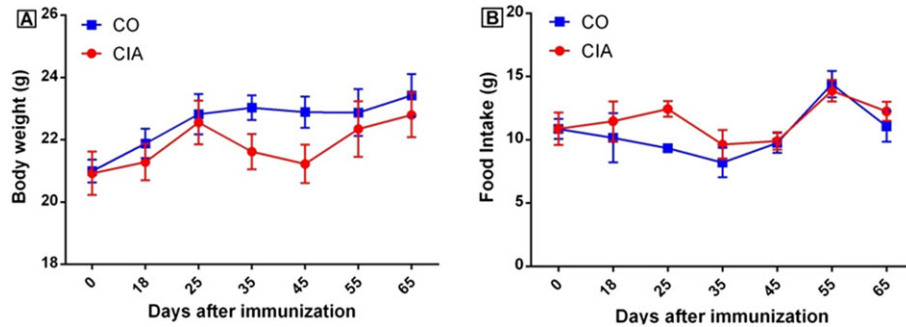 A
CO
CIA
Body weight (g)
24
22
20
18
0 18 25 35 45 55 65
Days after immunization
B
CO
CIA
Food Intake (g)
20
15
10
5
0
0 18 25 35 45 55 65
Days after immunization